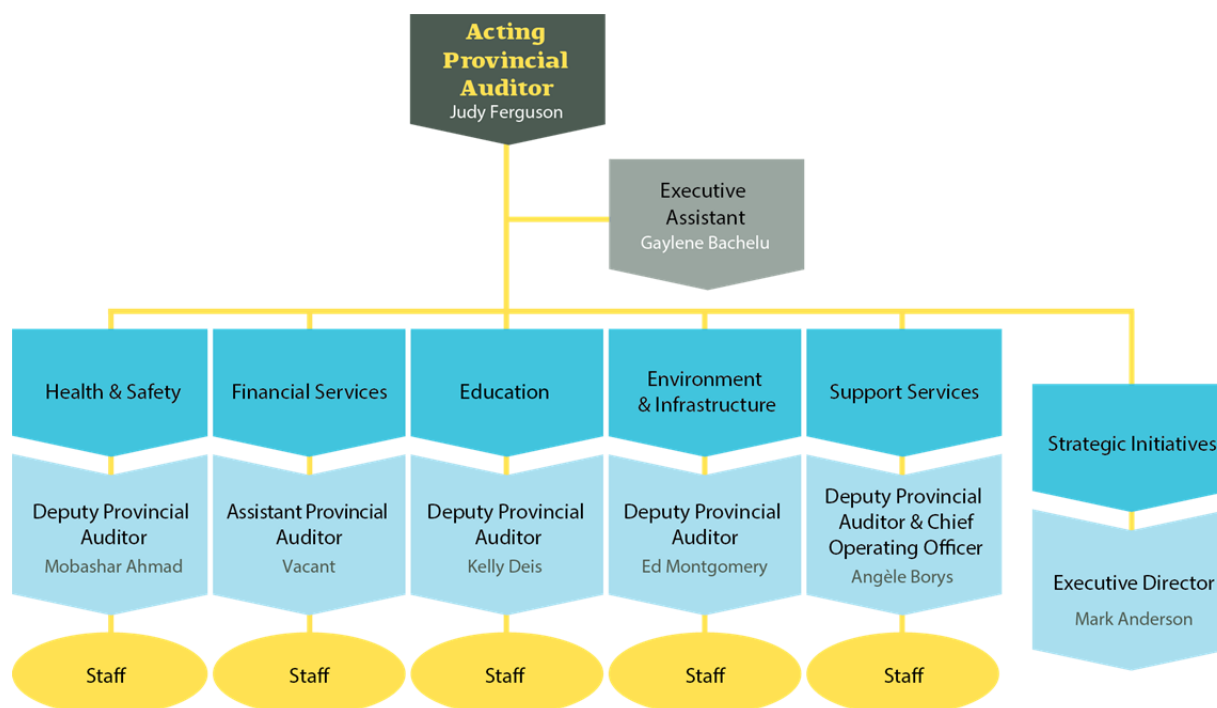 Acting
Provincial
Auditor
Judy Ferguson
Executive
Assistant
Gaylene Bachelu
Health & Safety
Financial Services
Education
Environment
& Infrastructure
Support Services
Strategic Initiatives
Deputy Provincial
Auditor
Mobashar Ahmad
Assistant Provincial
Auditor
Vacant
Deputy Provincial
Auditor
Kelly Deis
Deputy Provincial
Auditor
Ed Montgomery
Deputy Provincial
Auditor & Chief
Operating Officer
Angèle Borys
Executive Director
Mark Anderson
Staff
Staff
Staff
Staff
Staff